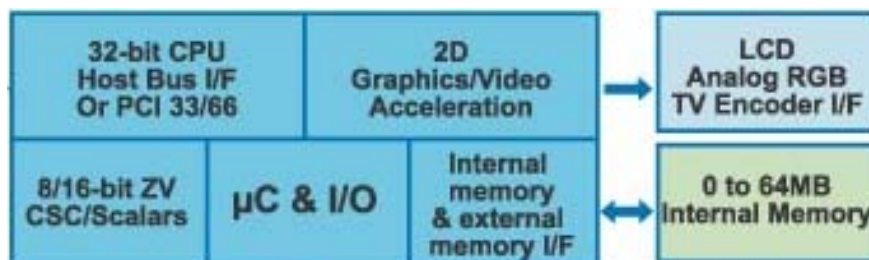 32-bit CPU
Host Bus I/F
Or PCI 33/66
2D
Graphics/Video
Acceleration
LCD
Analog RGB
TV Encoder I/F
8/16-bit ZV
CSC/Scalars
µC & I/O
Internal
memory
& external
memory I/F
0 to 64MB
Internal Memory